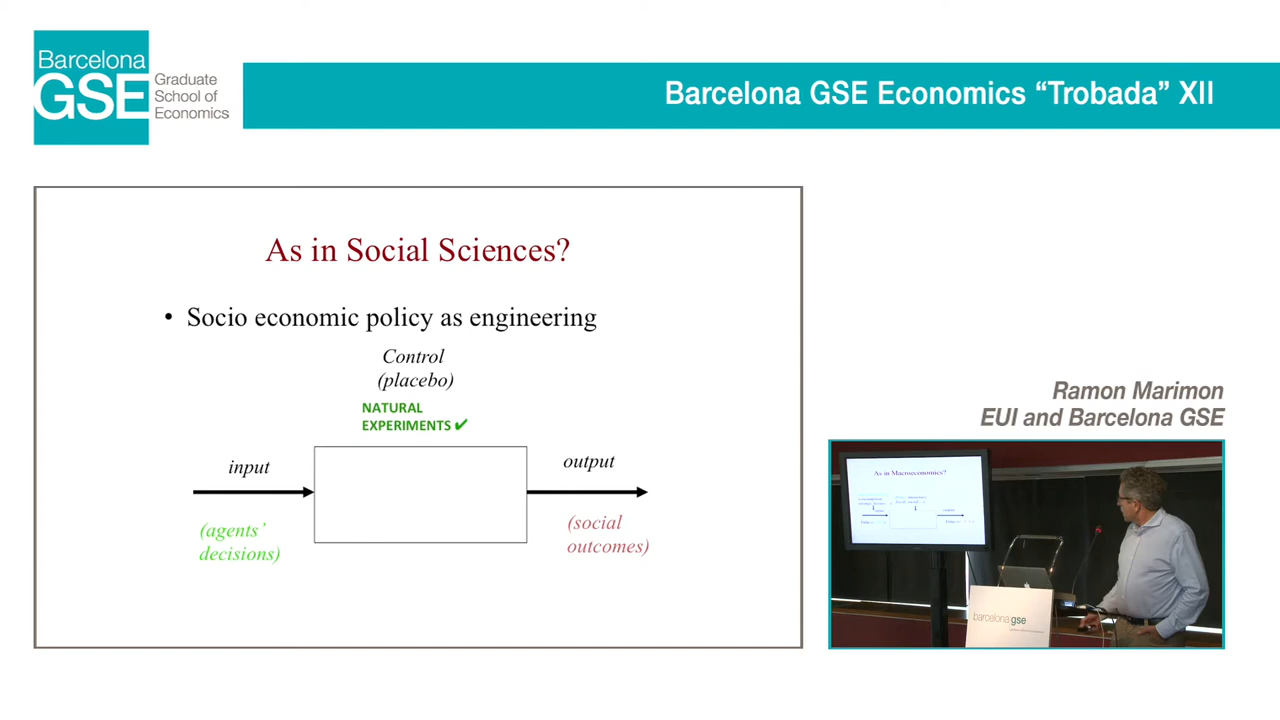 Barcelona
GSE
Graduate
School of
Economics
Barcelona GSE Economics “Trobada” XII
As in Social Sciences?
• Socio economic policy as engineering
Control
(placebo)
NATURAL
EXPERIMENTS ✔
input
output
(agents’
decisions)
(social
outcomes)
Ramon Marimon
EUI and Barcelona GSE
As in Macroeconomics?
barcelona gse